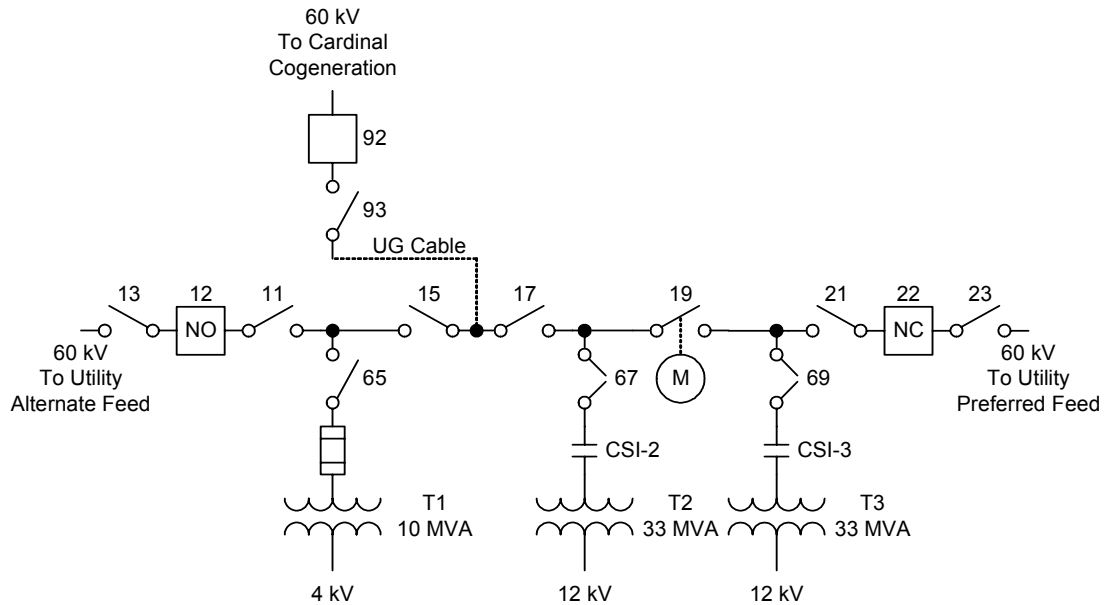 60 kV
To Cardinal
Cogeneration
92
93
UG Cable
13
12
11
15
17
19
21
22
23
NO
NC
60 kV
To Utility
Alternate Feed
60 kV
To Utility
Preferred Feed
65
67
M
69
CSI-2
CSI-3
T1
10 MVA
T2
33 MVA
T3
33 MVA
4 kV
12 kV
12 kV